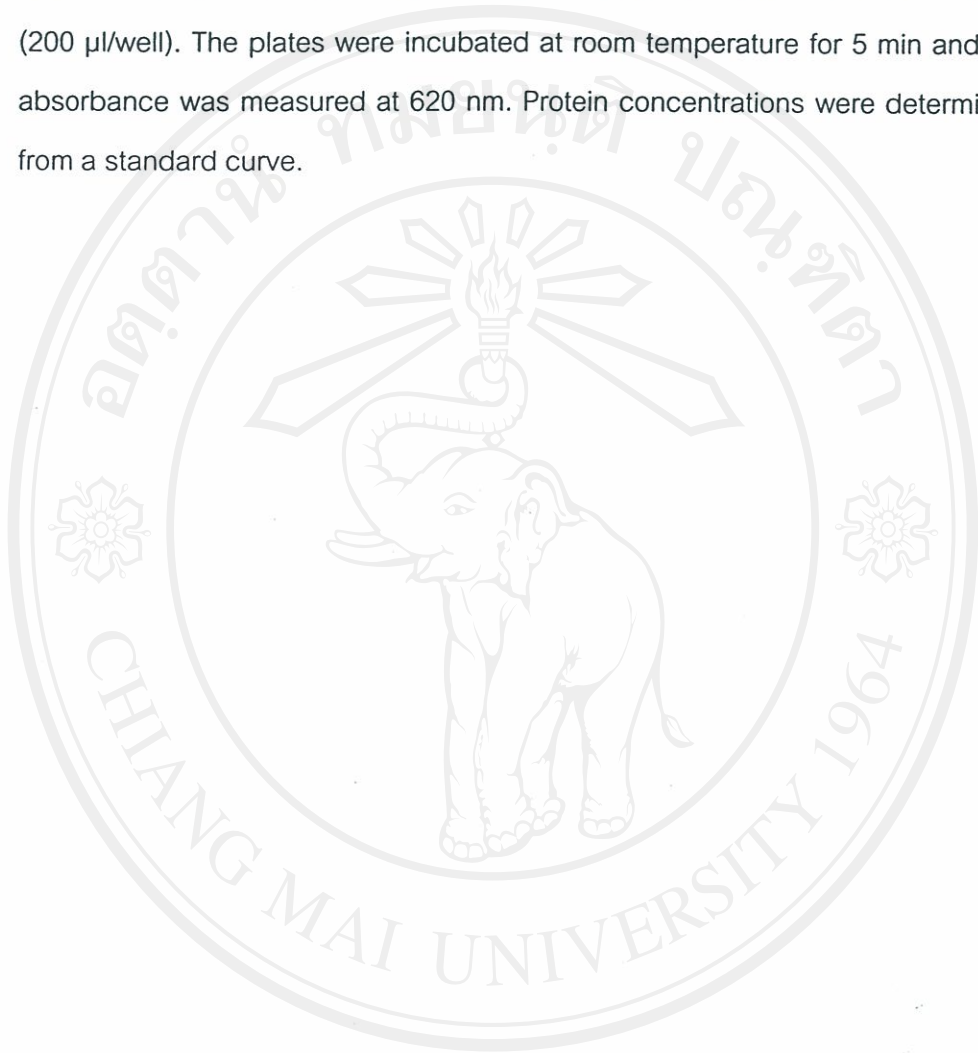 (200 µl/well). The plates were incubated at room temperature for 5 min and
absorbance was measured at 620 nm. Protein concentrations were determi
from a standard curve.
CHIANG MAI UNIVERSITY 1964